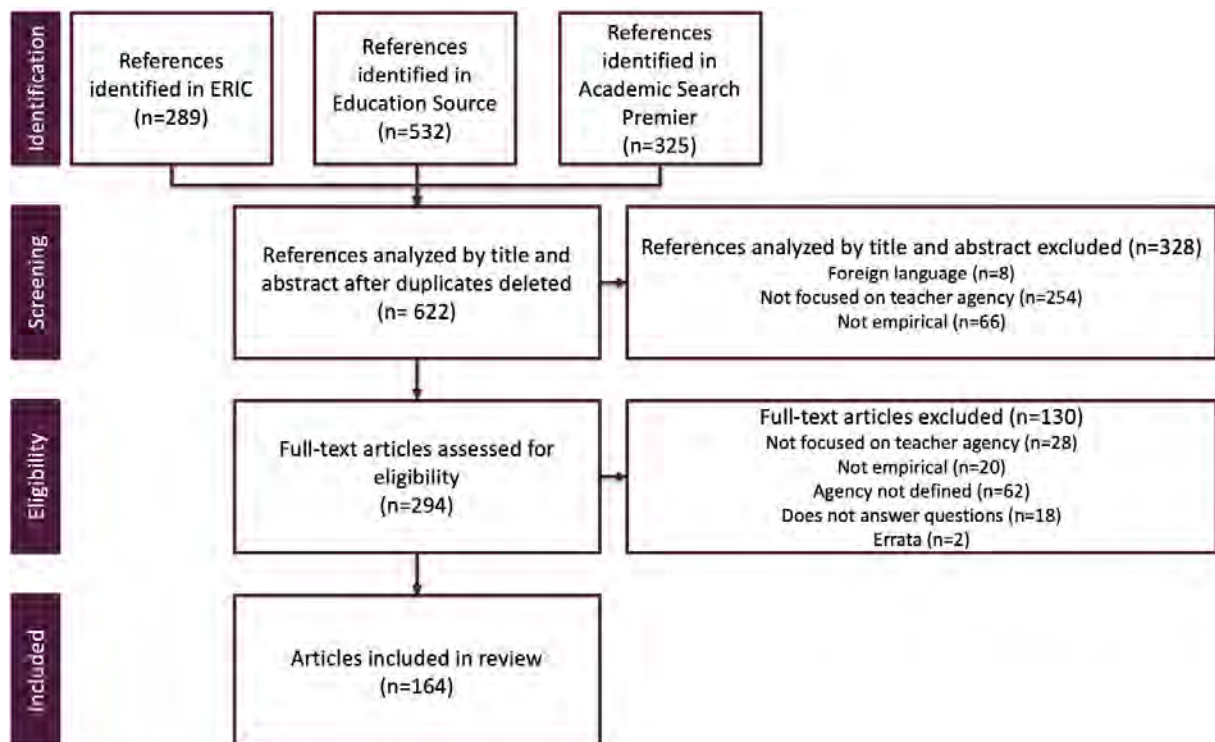 Identification
References
identified in ERIC
(n=289)
References
identified in
Education Source
(n=532)
References
identified in
Academic Search
Premier
(n=325)
Screening
References analyzed by title and
abstract after duplicates deleted
(n= 622)
References analyzed by title and abstract excluded (n=328)
Foreign language (n=8)
Not focused on teacher agency (n=254)
Not empirical (n=66)
Eligibility
Full-text articles assessed for
eligibility
(n=294)
Full-text articles excluded (n=130)
Not focused on teacher agency (n=28)
Not empirical (n=20)
Agency not defined (n=62)
Does not answer questions (n=18)
Errata (n=2)
Included
Articles included in review
(n=164)